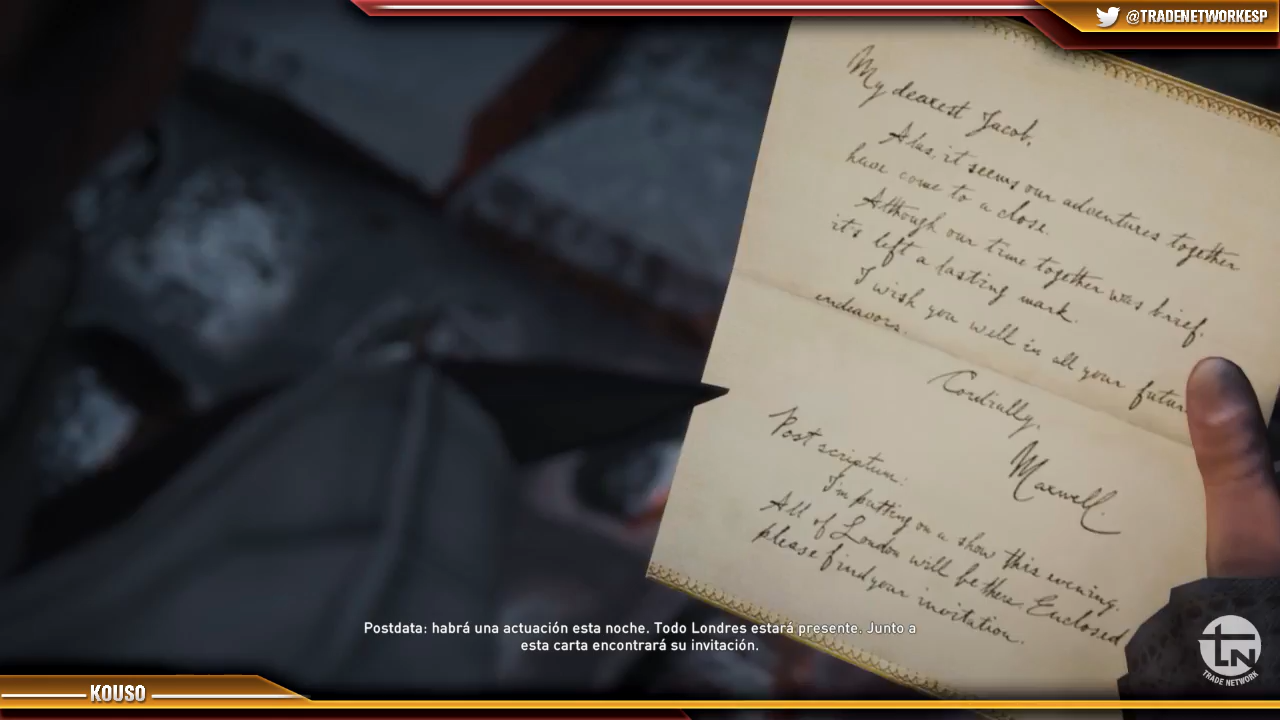 @TRADENETWORKESP
My dearest Jacob,
Alas, it seems our adventures together
have come to a close.
Although our time together was brief,
it's left a lasting mark.
I wish you well in all your future
endeavors.
Cordially,
Maxwell.
Post scriptum:
I'm putting on a show this evening.
All of London will be there. Enclosed
please find your invitation.
Postdata: habrá una actuación esta noche. Todo Londres estará presente. Junto a
esta carta encontrará su invitación.
KOUSO
TN
TRADE NETWORK